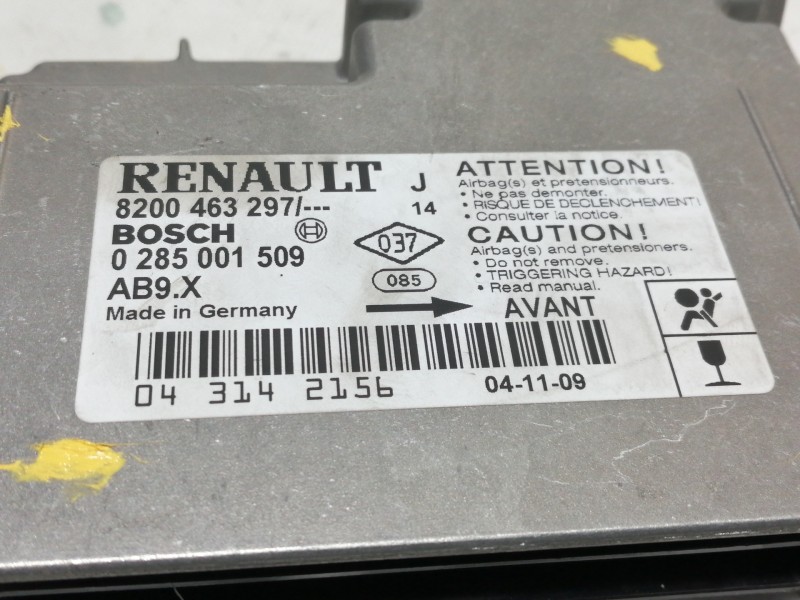 RENAULT J
8200 463 297/--- 14
BOSCH
0 285 001 509
AB9.X
Made in Germany
037
085
AVANT
ATTENTION!
Airbag(s) et pretensionneurs.
• Ne pas demonter.
• RISQUE DE DECLENCHEMENT!
• Consulter la notice.
CAUTION!
Airbag(s) and pretensioners.
• Do not remove.
• TRIGGERING HAZARD!
• Read manual.
04 314 2156
04-11-09